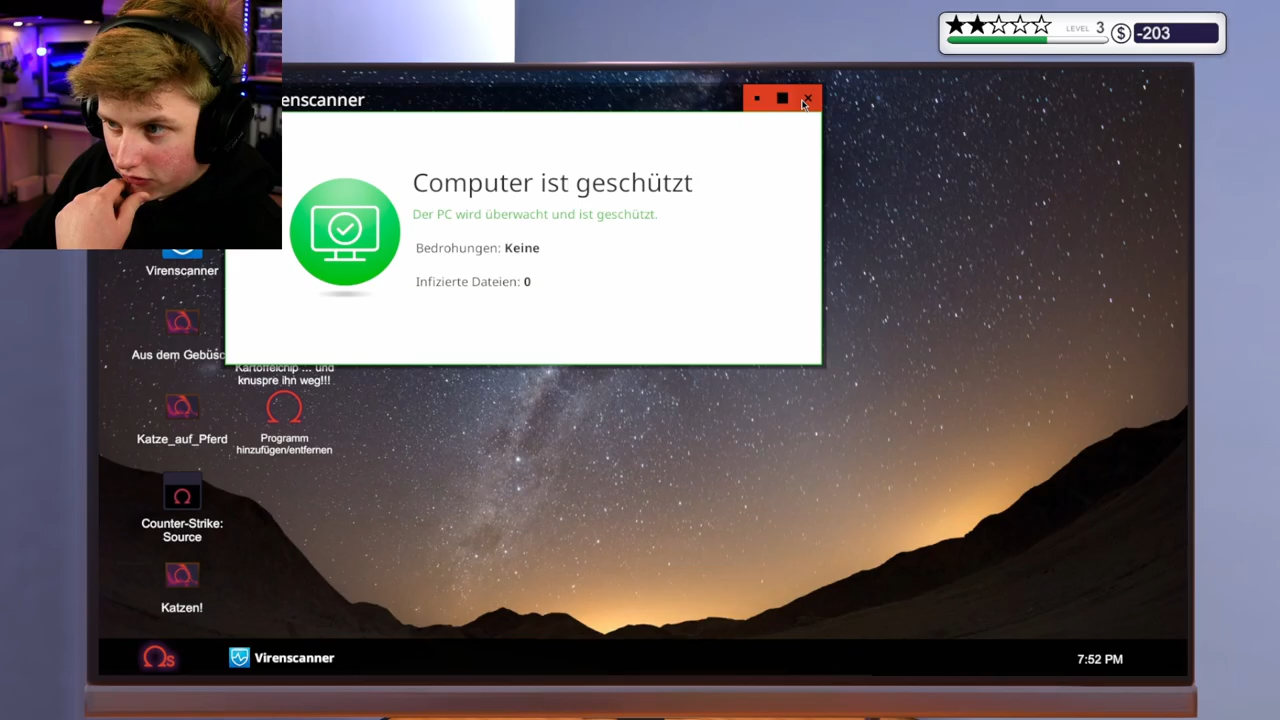 LEVEL 3
$ -203
enscanner
Computer ist geschützt
Der PC wird überwacht und ist geschützt.
Bedrohungen: Keine
Infizierte Dateien: 0
Virenscanner
Aus dem Gebüsc
Kartoffelchip ... und
knuspre ihn weg!!!
Katze_auf_Pferd
Programm
hinzufügen/entfernen
Counter-Strike:
Source
Katzen!
Ωs
Virenscanner
7:52 PM